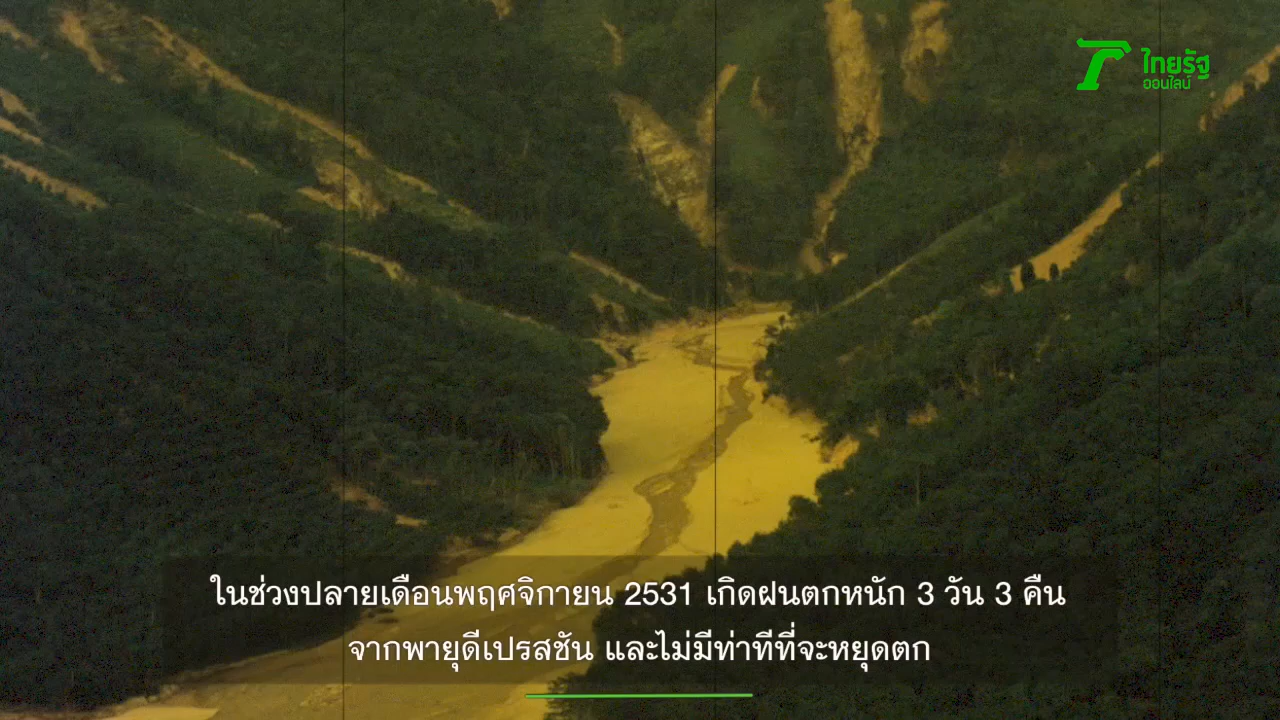 ไทยรัฐ
ออนไลน์
ในช่วงปลายเดือนพฤศจิกายน 2531 เกิดฝนตกหนัก 3 วัน 3 คืน
จากพายุดีเปรสชัน และไม่มีท่าทีที่จะหยุดตก